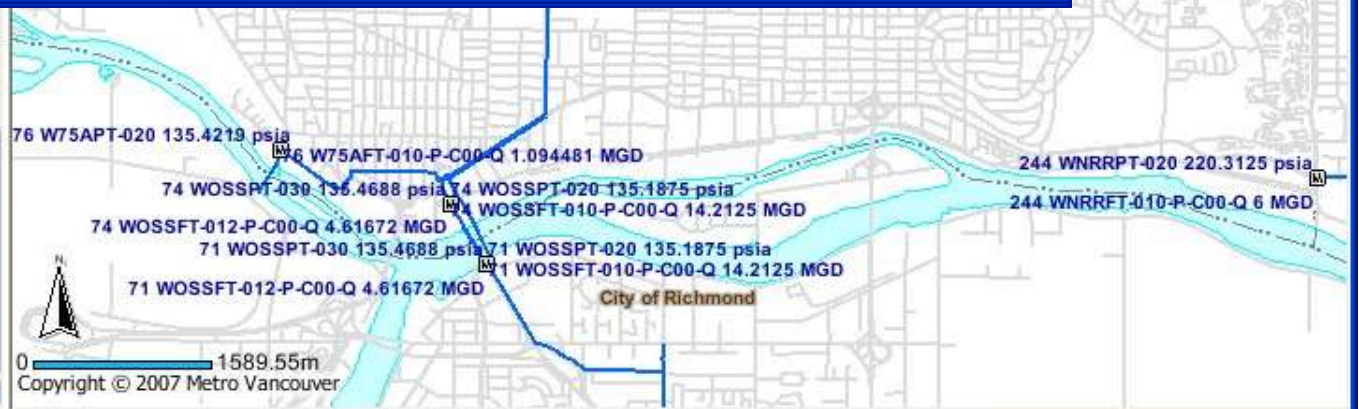 76 W75APT-020 135.4219 psia
76 W75AFT-010-P-C00-Q 1.094481 MGD
244 WNRRPT-020 220.3125 psia
74 WOSSPT-030 135.4688 psia
74 WOSSPT-020 135.1875 psia
244 WNRRFT-010-P-C00-Q 6 MGD
74 WOSSFT-010-P-C00-Q 14.2125 MGD
74 WOSSFT-012-P-C00-Q 4.61672 MGD
71 WOSSPT-030 135.4688 psia
71 WOSSPT-020 135.1875 psia
71 WOSSFT-010-P-C00-Q 14.2125 MGD
71 WOSSFT-012-P-C00-Q 4.61672 MGD
City of Richmond
N
0 1589.55m
Copyright © 2007 Metro Vancouver